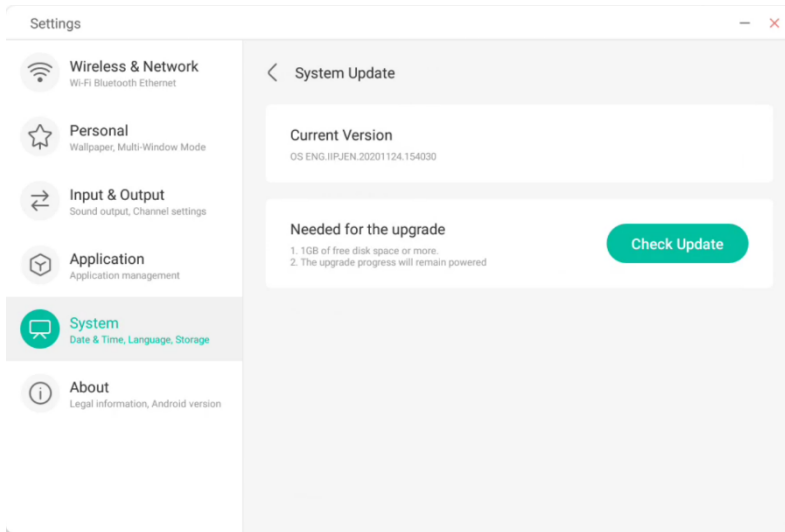 Settings
Wireless & Network
Wi-Fi Bluetooth Ethernet
Personal
Wallpaper, Multi-Window Mode
Input & Output
Sound output, Channel settings
Application
Application management
System
Date & Time, Language, Storage
About
Legal information, Android version
System Update
Current Version
OS ENG.IIPJEN.20201124.154030
Needed for the upgrade
1. 1GB of free disk space or more.
2. The upgrade progress will remain powered
Check Update